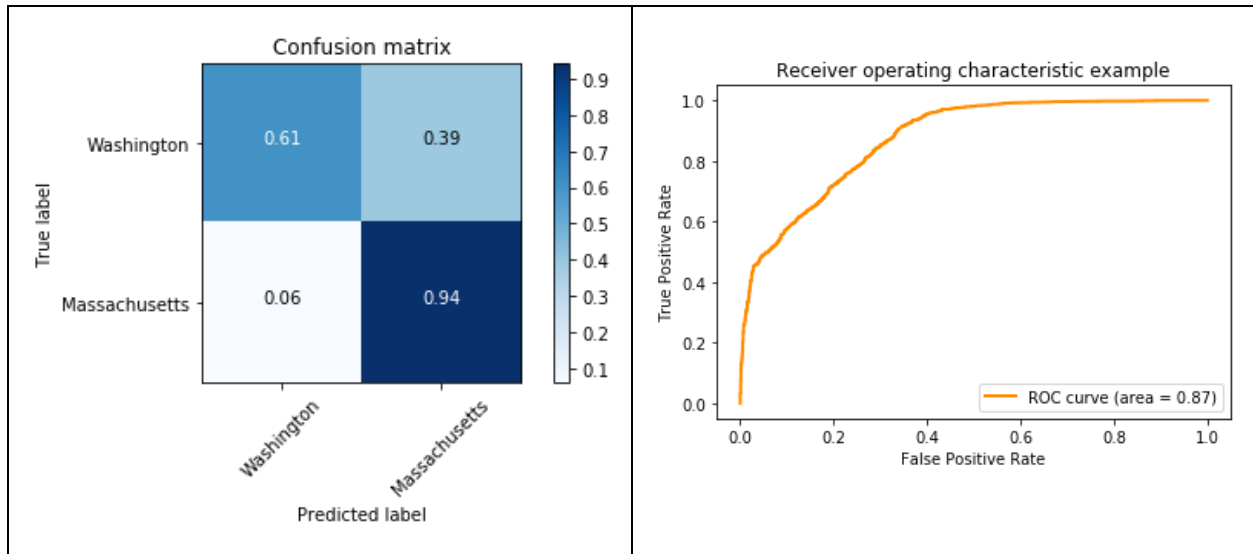 Confusion matrix
Washington
Massachusetts
True label
0.61
0.39
0.06
0.94
Washington
Massachusetts
Predicted label
0.9
0.8
0.7
0.6
0.5
0.4
0.3
0.2
0.1
Receiver operating characteristic example
True Positive Rate
1.0
0.8
0.6
0.4
0.2
0.0
ROC curve (area = 0.87)
0.0 0.2 0.4 0.6 0.8 1.0
False Positive Rate